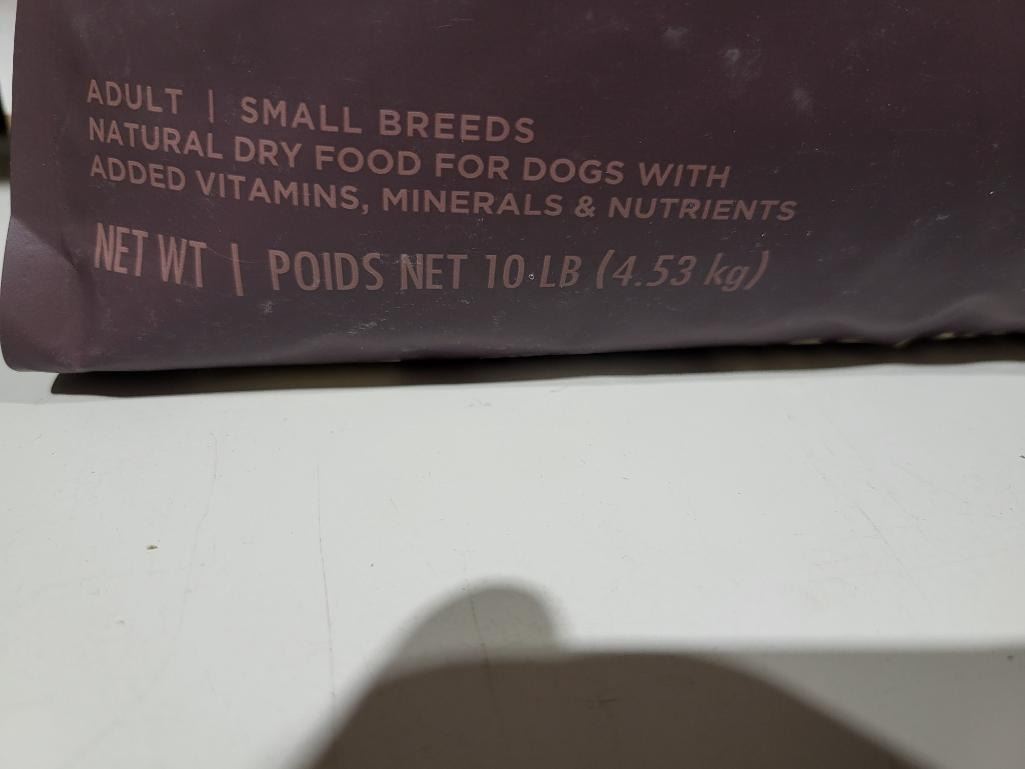 ADULT | SMALL BREEDS
NATURAL DRY FOOD FOR DOGS WITH
ADDED VITAMINS, MINERALS & NUTRIENTS
NET WT | POIDS NET 10 LB (4.53 kg)